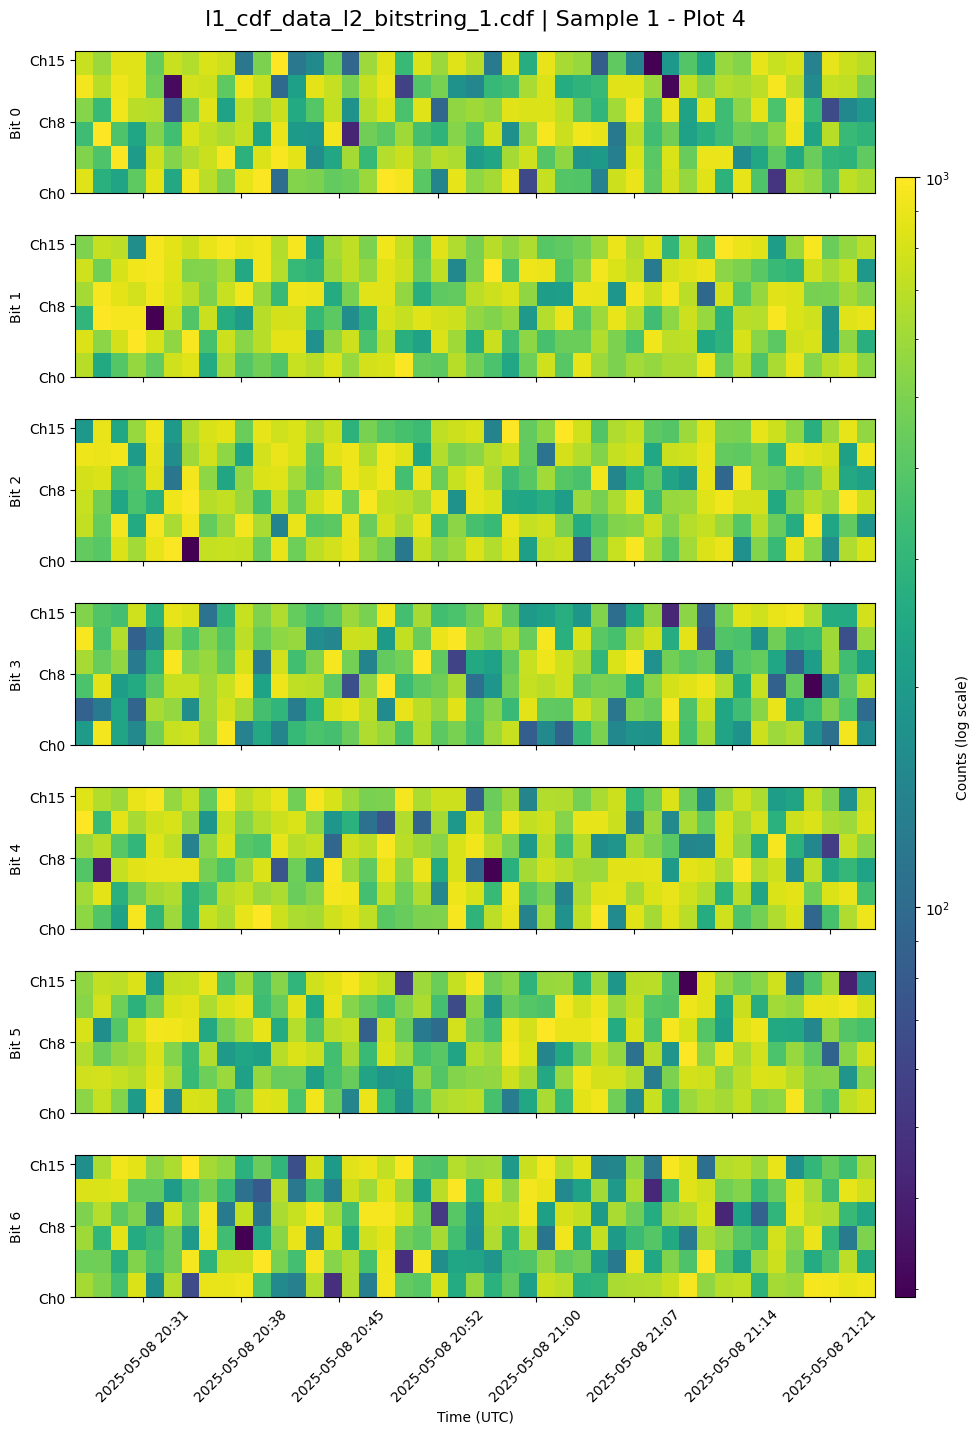 l1_cdf_data_l2_bitstring_1.cdf | Sample 1 - Plot 4
Bit 0
Ch15
Ch8
Ch0
Bit 1
Ch15
Ch8
Ch0
Bit 2
Ch15
Ch8
Ch0
Bit 3
Ch15
Ch8
Ch0
Bit 4
Ch15
Ch8
Ch0
Bit 5
Ch15
Ch8
Ch0
Bit 6
Ch15
Ch8
Ch0
10³
10²
Counts (log scale)
2025-05-08 20:31
2025-05-08 20:38
2025-05-08 20:45
2025-05-08 20:52
2025-05-08 21:00
2025-05-08 21:07
2025-05-08 21:14
2025-05-08 21:21
Time (UTC)